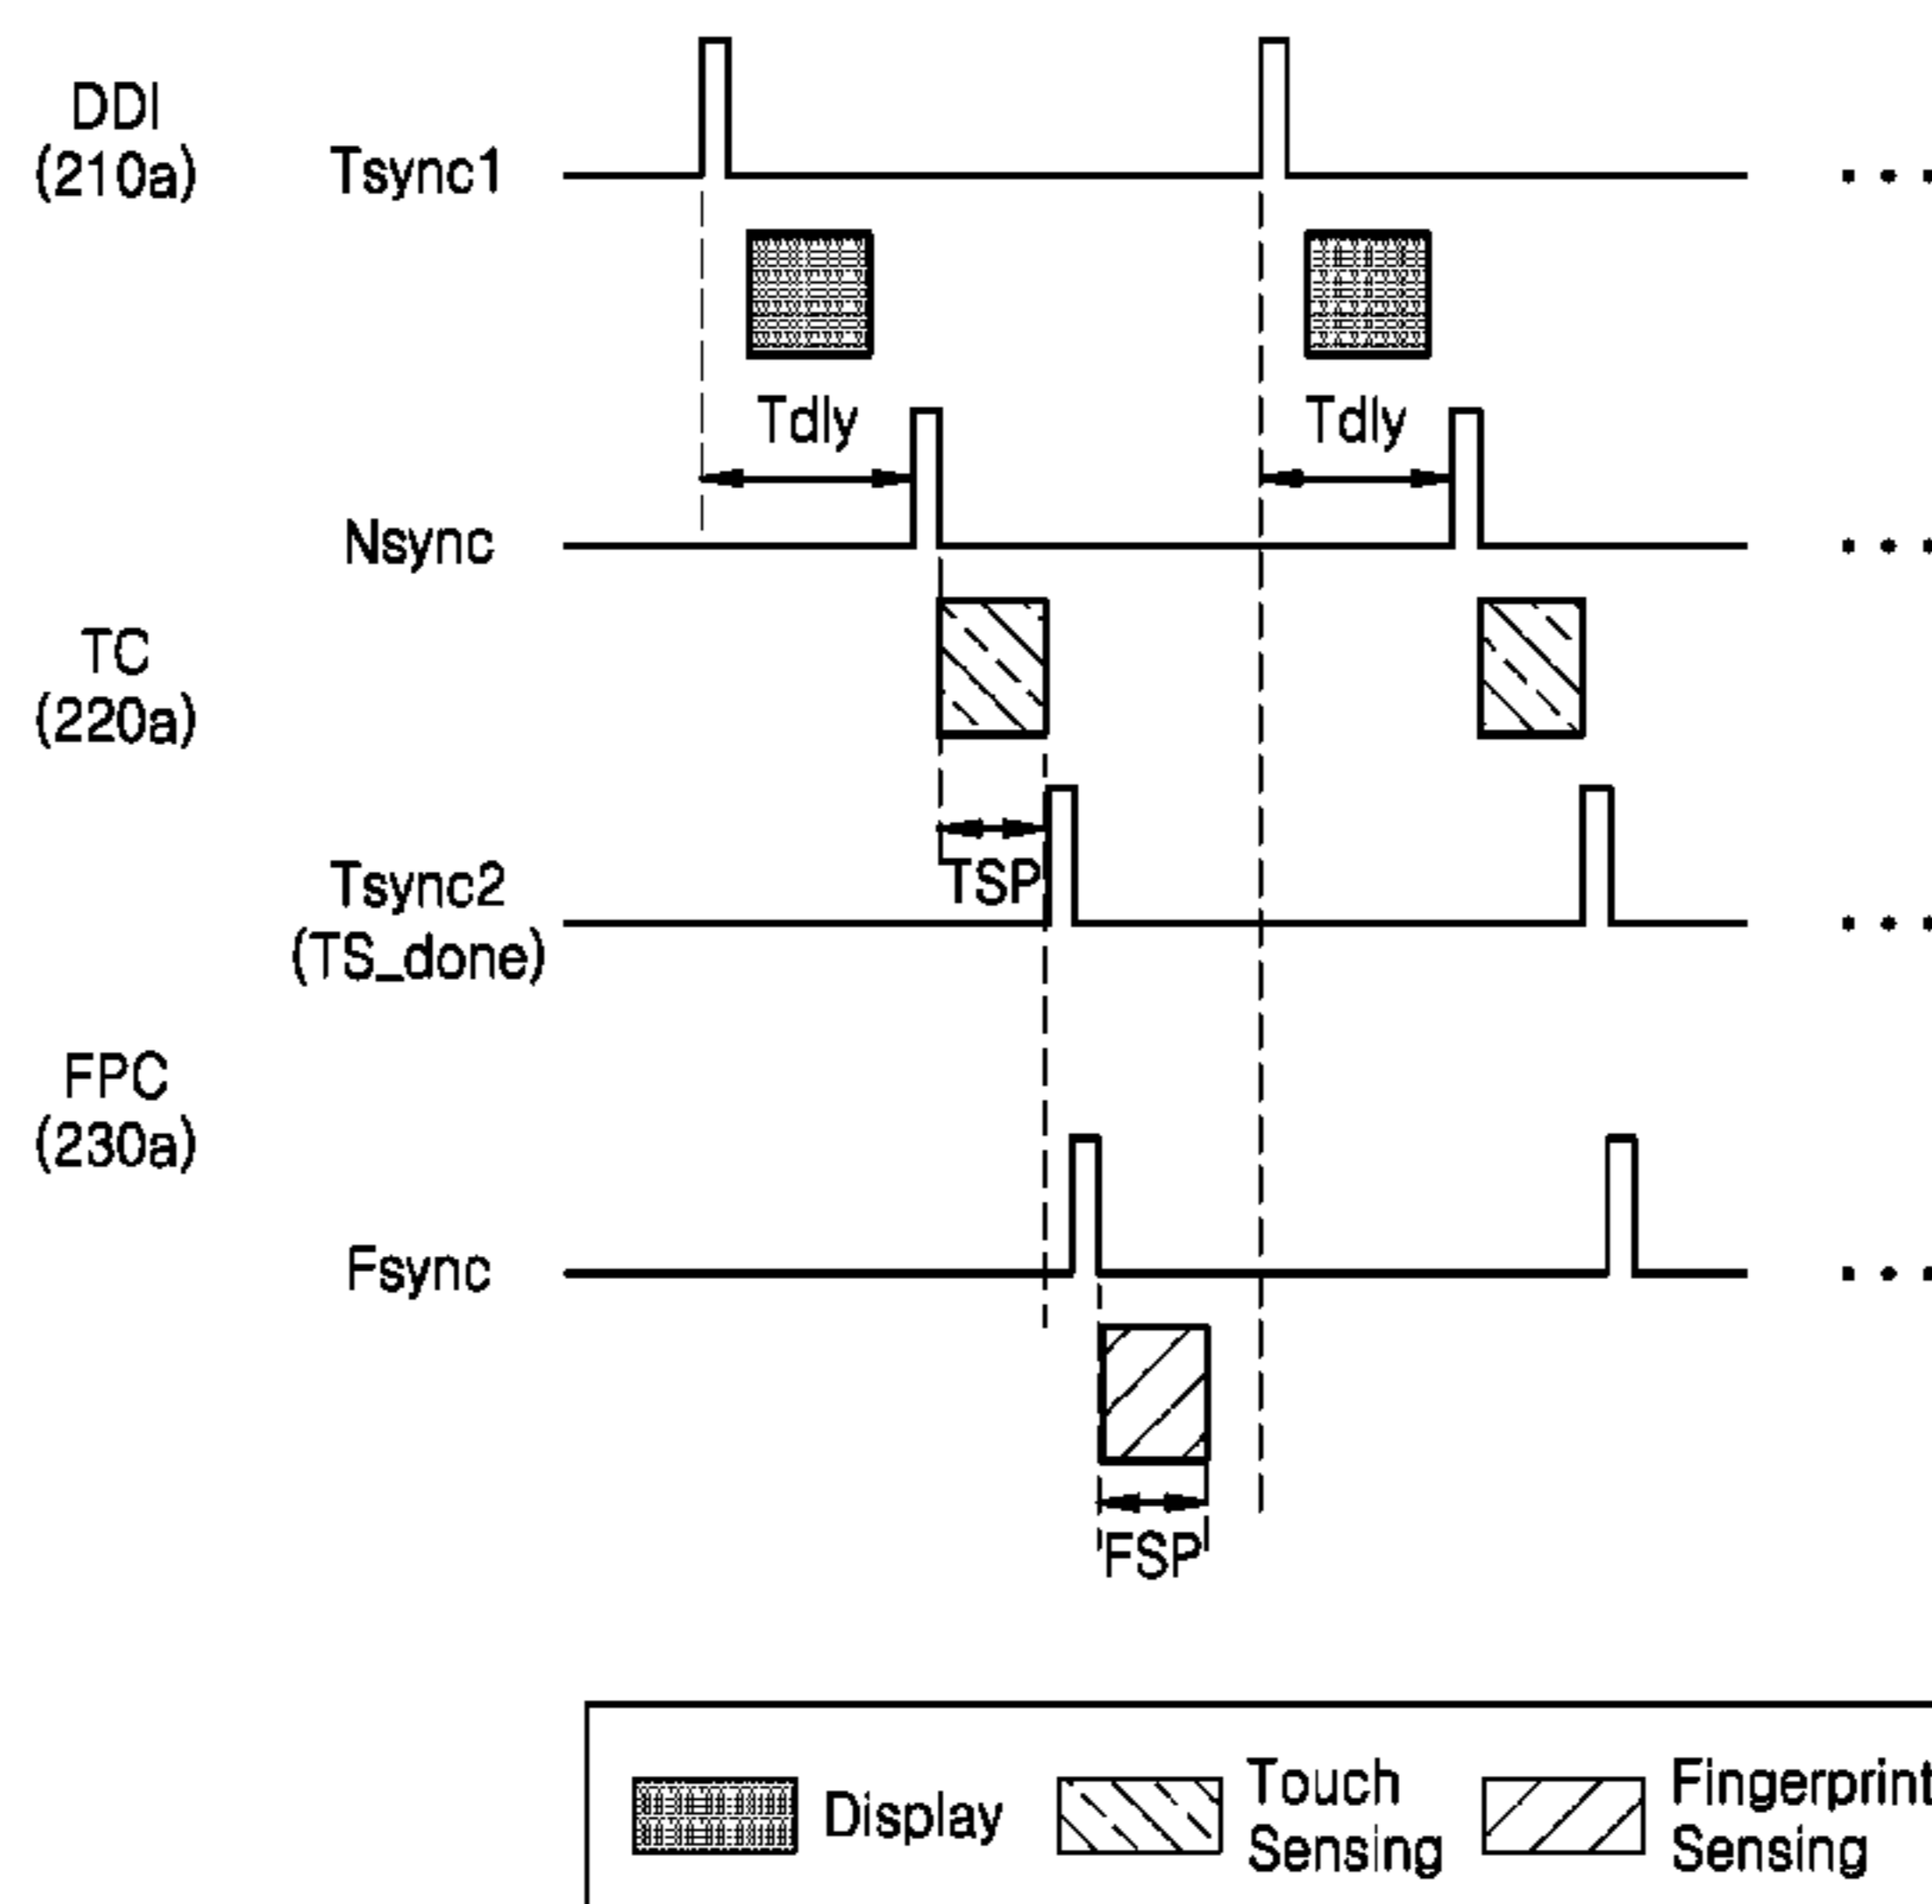 DDI
(210a)
Tsync1
Tdly
Tdly
Nsync
TC
(220a)
TSP
Tsync2
(TS_done)
FPC
(230a)
Fsync
FSP
Display
Touch
Sensing
Fingerprint
Sensing